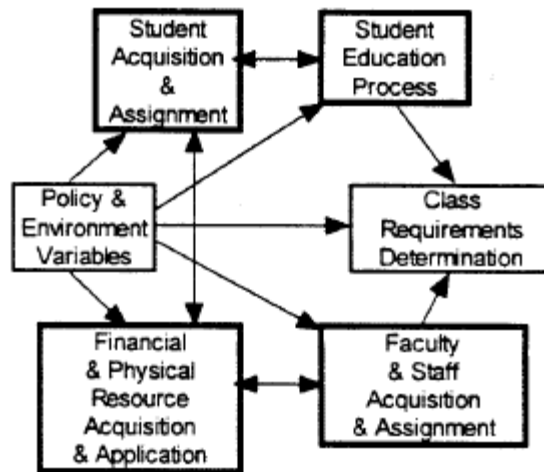 Student
Acquisition
&
Assignment
Student
Education
Process
Policy &
Environment
Variables
Class
Requirements
Determination
Financial
& Physical
Resource
Acquisition
& Application
Faculty
& Staff
Acquisition
& Assignment